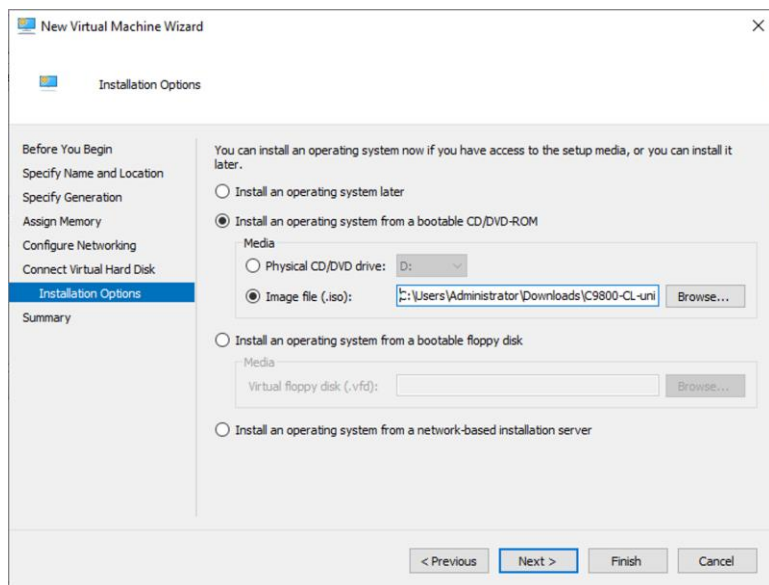 New Virtual Machine Wizard
Installation Options
Before You Begin
Specify Name and Location
Specify Generation
Assign Memory
Configure Networking
Connect Virtual Hard Disk
Installation Options
Summary
You can install an operating system now if you have access to the setup media, or you can install it
later.
Install an operating system later
Install an operating system from a bootable CD/DVD-ROM
Media
Physical CD/DVD drive: D:
Image file (.iso): C:\Users\Administrator\Downloads\C9800-CL-uni Browse...
Install an operating system from a bootable floppy disk
Media
Virtual floppy disk (.vfd): Browse...
Install an operating system from a network-based installation server
< Previous Next > Finish Cancel